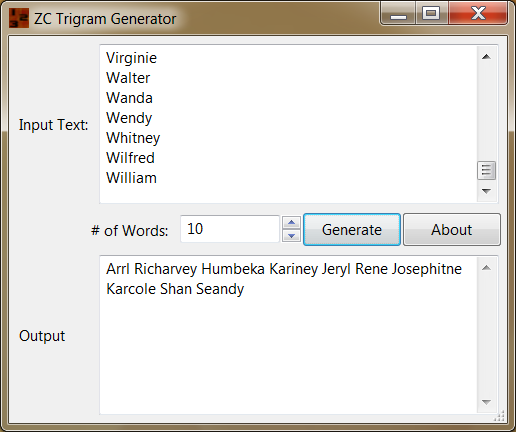 ZC Trigram Generator
Input Text:
Virginie
Walter
Wanda
Wendy
Whitney
Wilfred
William
# of Words: 10 Generate About
Output
Arrl Richarvey Humbeka Kariney Jeryl Rene Josephitne
Karcole Shan Seandy